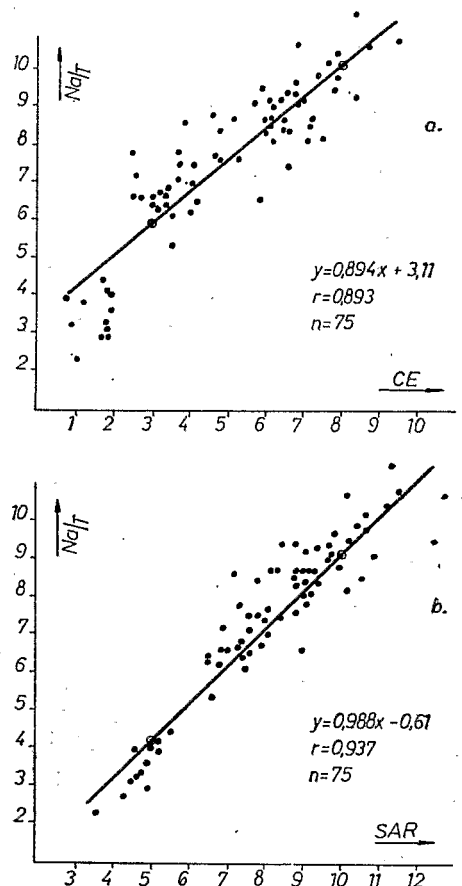 Na/T
10
9
8
7
6
5
4
3
2
a.
y=0,894x + 3,11
r=0,893
n=75
CE
1 2 3 4 5 6 7 8 9 10
Na/T
10
9
8
7
6
5
4
3
2
b.
y=0,988x-0,61
r=0,937
n=75
SAR
3 4 5 6 7 8 9 10 11 12